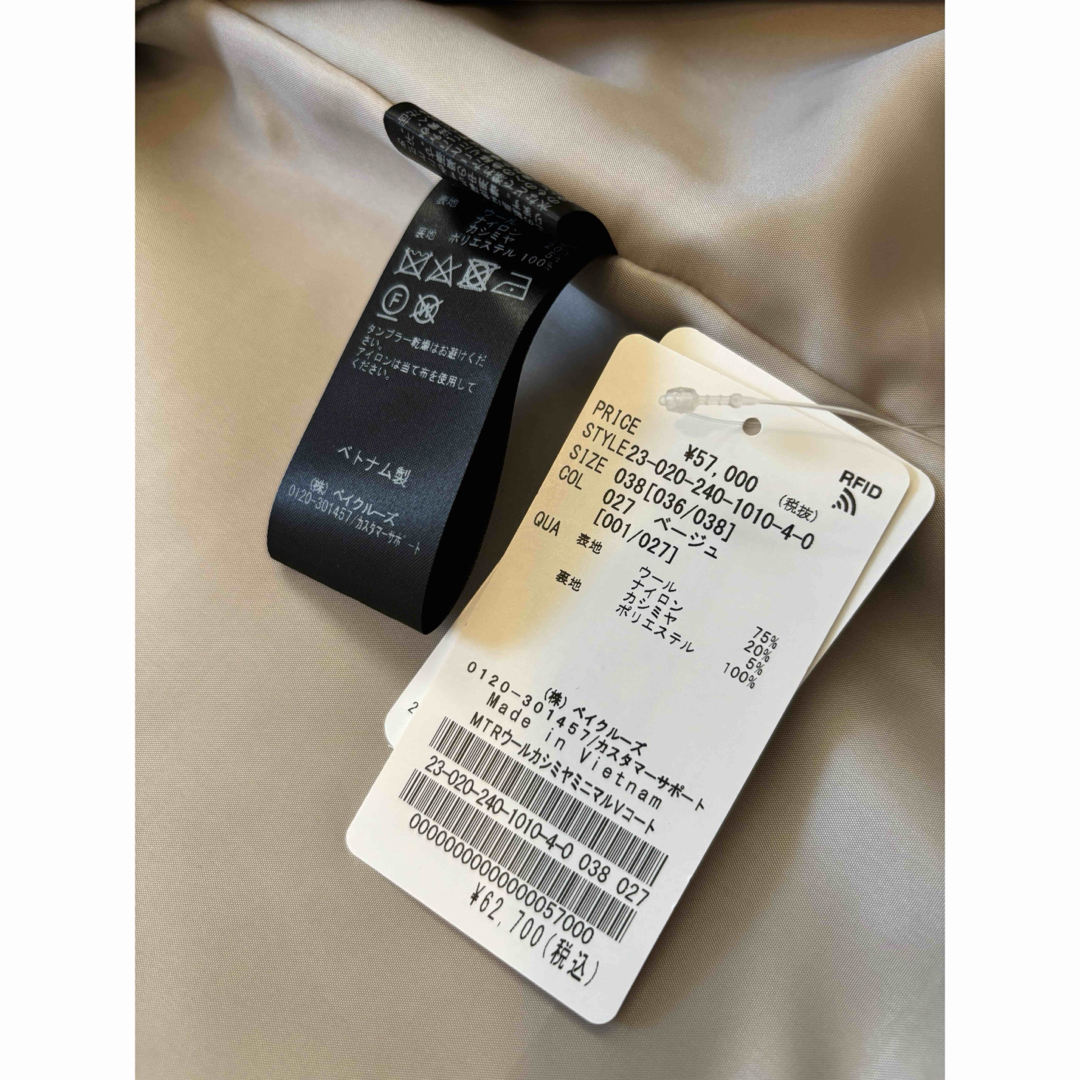 表地
ウール
ナイロン
カシミヤ 5%
裏地 ポリエステル 100%
F
タンブラー乾燥はお避けくだ
さい。
アイロンは当て布を使用して
ください。
ベトナム製
(株)ベイクルーズ
0120-301457/カスタマーサポート
RFID
PRICE ¥57,000 (税抜)
STYLE23-020-240-1010-4-0
SIZE 038[036/038]
COL 027 ベージュ
[001/027]
QUA 表地 ウール 75%
ナイロン 20%
カシミヤ 5%
裏地 ポリエステル 100%
(株)ベイクルーズ
0120-301457/カスタマーサポート
Made in Vietnam
MTRウールカシミヤミニマルVコート
23-020-240-1010-4-0 038 027
0000000000000057000
¥62,700(税込)
2